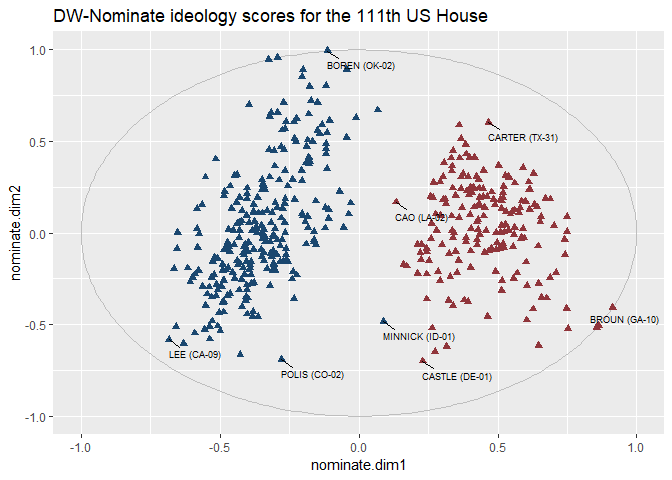 DW-Nominate ideology scores for the 111th US House
1.0
BOREN (OK-02)
0.5
CARTER (TX-31)
CAO (LA-02)
0.0
nominate.dim2
-0.5
BROUN (GA-10)
MINNICK (ID-01)
LEE (CA-09)
POLIS (CO-02)
CASTLE (DE-01)
-1.0
-1.0
-0.5
0.0
0.5
1.0
nominate.dim1